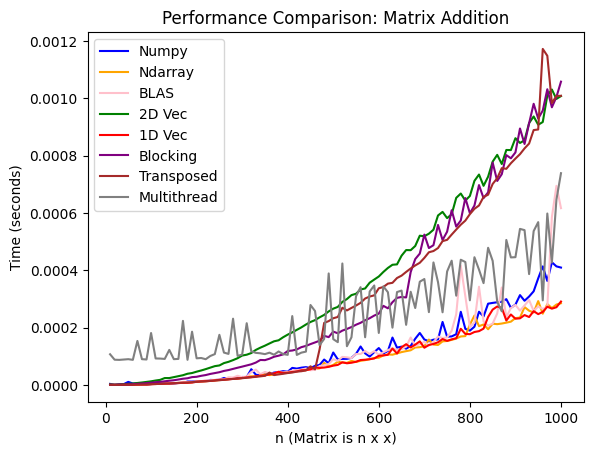 Performance Comparison: Matrix Addition
Numpy
Ndarray
BLAS
2D Vec
1D Vec
Blocking
Transposed
Multithread
Time (seconds)
0.0012
0.0010
0.0008
0.0006
0.0004
0.0002
0.0000
0
200
400
600
800
1000
n (Matrix is n x x)